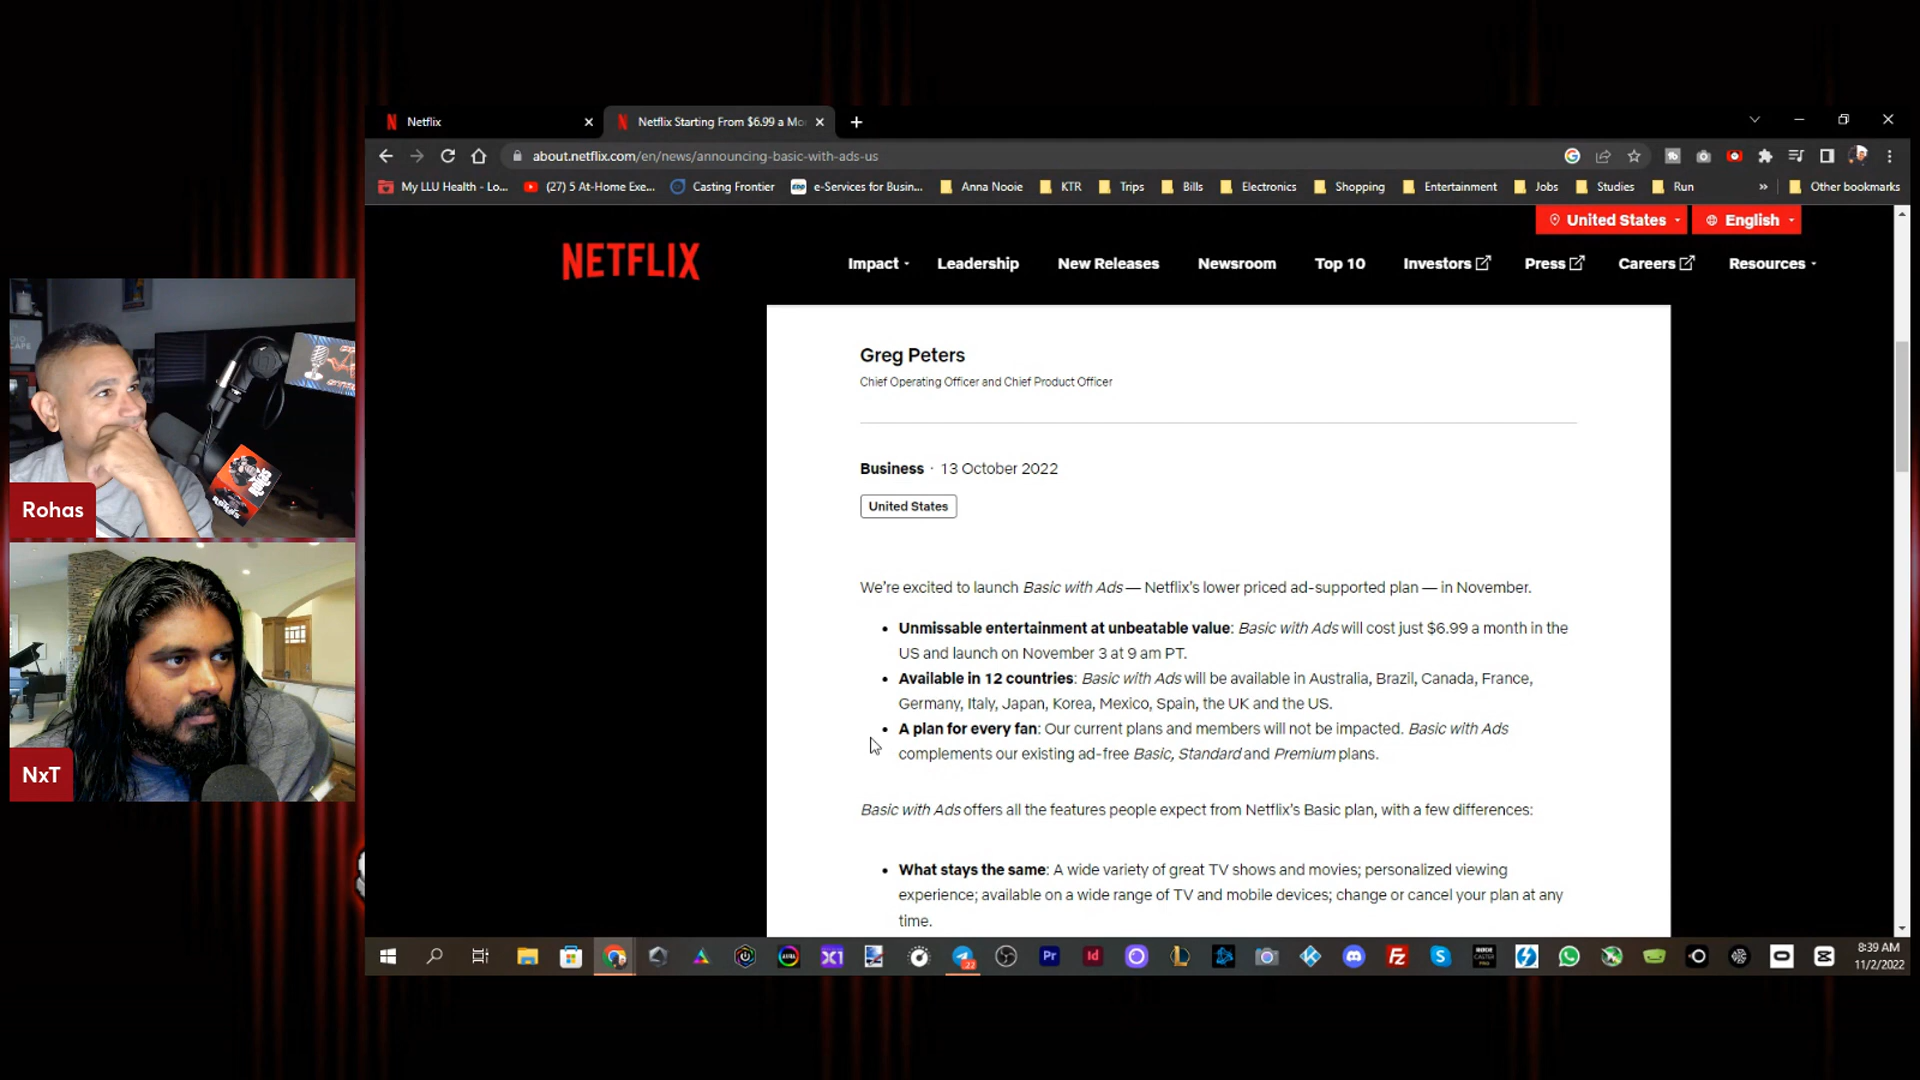 Netflix
Netflix Starting From $6.99 a Mo
about.netflix.com/en/news/announcing-basic-with-ads-us
My LLU Health - Lo... (27) 5 At-Home Exe... Casting Frontier e-Services for Busin... Anna Nooie KTR Trips Bills Electronics Shopping Entertainment Jobs Studies Run » Other bookmarks
United States English
NETFLIX
Impact Leadership New Releases Newsroom Top 10 Investors Press Careers Resources
Greg Peters
Chief Operating Officer and Chief Product Officer
Business · 13 October 2022
United States
We're excited to launch Basic with Ads — Netflix's lower priced ad-supported plan — in November.
• Unmissable entertainment at unbeatable value: Basic with Ads will cost just $6.99 a month in the
US and launch on November 3 at 9 am PT.
• Available in 12 countries: Basic with Ads will be available in Australia, Brazil, Canada, France,
Germany, Italy, Japan, Korea, Mexico, Spain, the UK and the US.
• A plan for every fan: Our current plans and members will not be impacted. Basic with Ads
complements our existing ad-free Basic, Standard and Premium plans.
Basic with Ads offers all the features people expect from Netflix's Basic plan, with a few differences:
• What stays the same: A wide variety of great TV shows and movies; personalized viewing
experience; available on a wide range of TV and mobile devices; change or cancel your plan at any
time.
Rohas
NxT
X1
Pr
Id
Fz
8:39 AM
11/2/2022